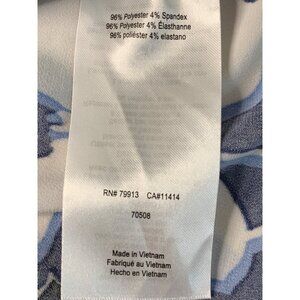 96% Polyester 4% Spandex
96% Polyester 4% Élasthanne
96% poliéster 4% elastano
RN# 79913 CA#11414
70508
Made in Vietnam
Fabriqué au Vietnam
Hecho en Vietnam